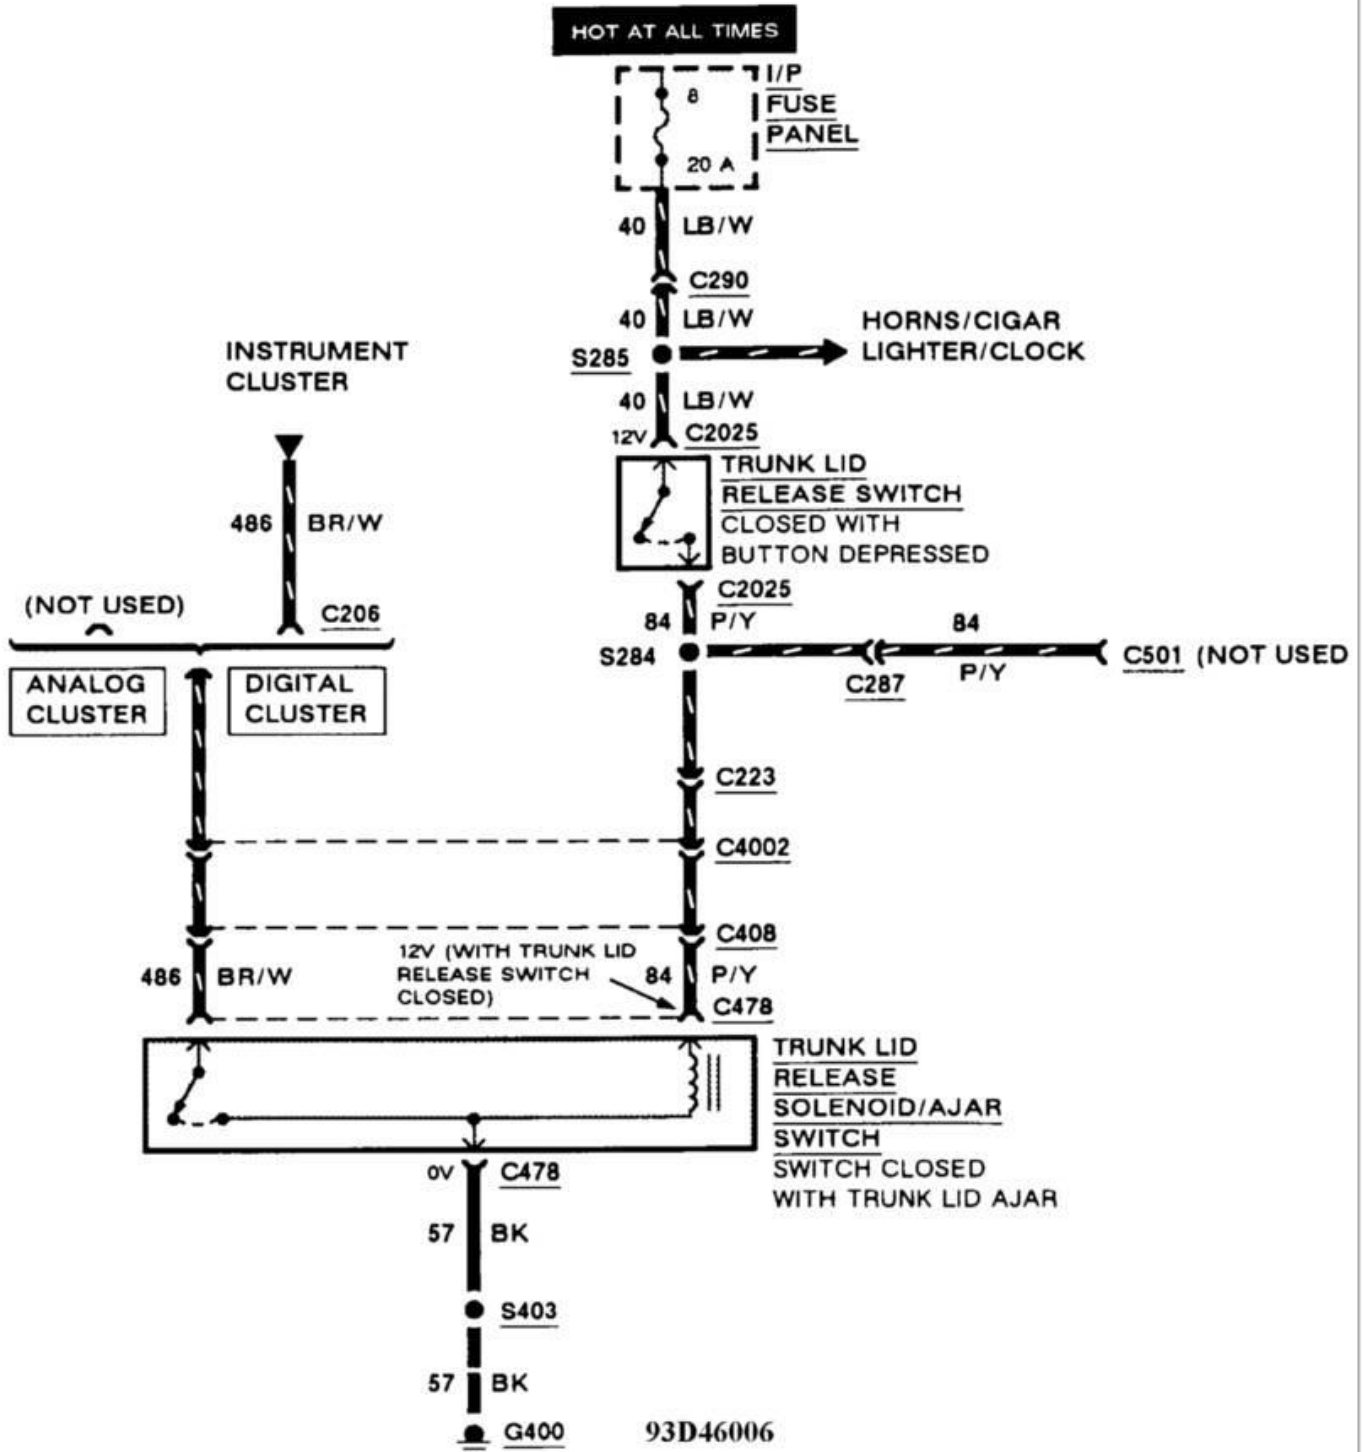 HOT AT ALL TIMES
8
20 A
I/P
FUSE
PANEL
40 LB/W
C290
40 LB/W
S285
HORNS/CIGAR
LIGHTER/CLOCK
40 LB/W
12V C2025
INSTRUMENT
CLUSTER
486 BR/W
C206
(NOT USED)
ANALOG
CLUSTER
DIGITAL
CLUSTER
TRUNK LID
RELEASE SWITCH
CLOSED WITH
BUTTON DEPRESSED
C2025
84 P/Y
S284
C287
84
P/Y
C501 (NOT USED
C223
C4002
C408
486 BR/W
12V (WITH TRUNK LID
RELEASE SWITCH
CLOSED)
84 P/Y
C478
TRUNK LID
RELEASE
SOLENOID/AJAR
SWITCH
SWITCH CLOSED
WITH TRUNK LID AJAR
0V C478
57 BK
S403
57 BK
G400
93D46006